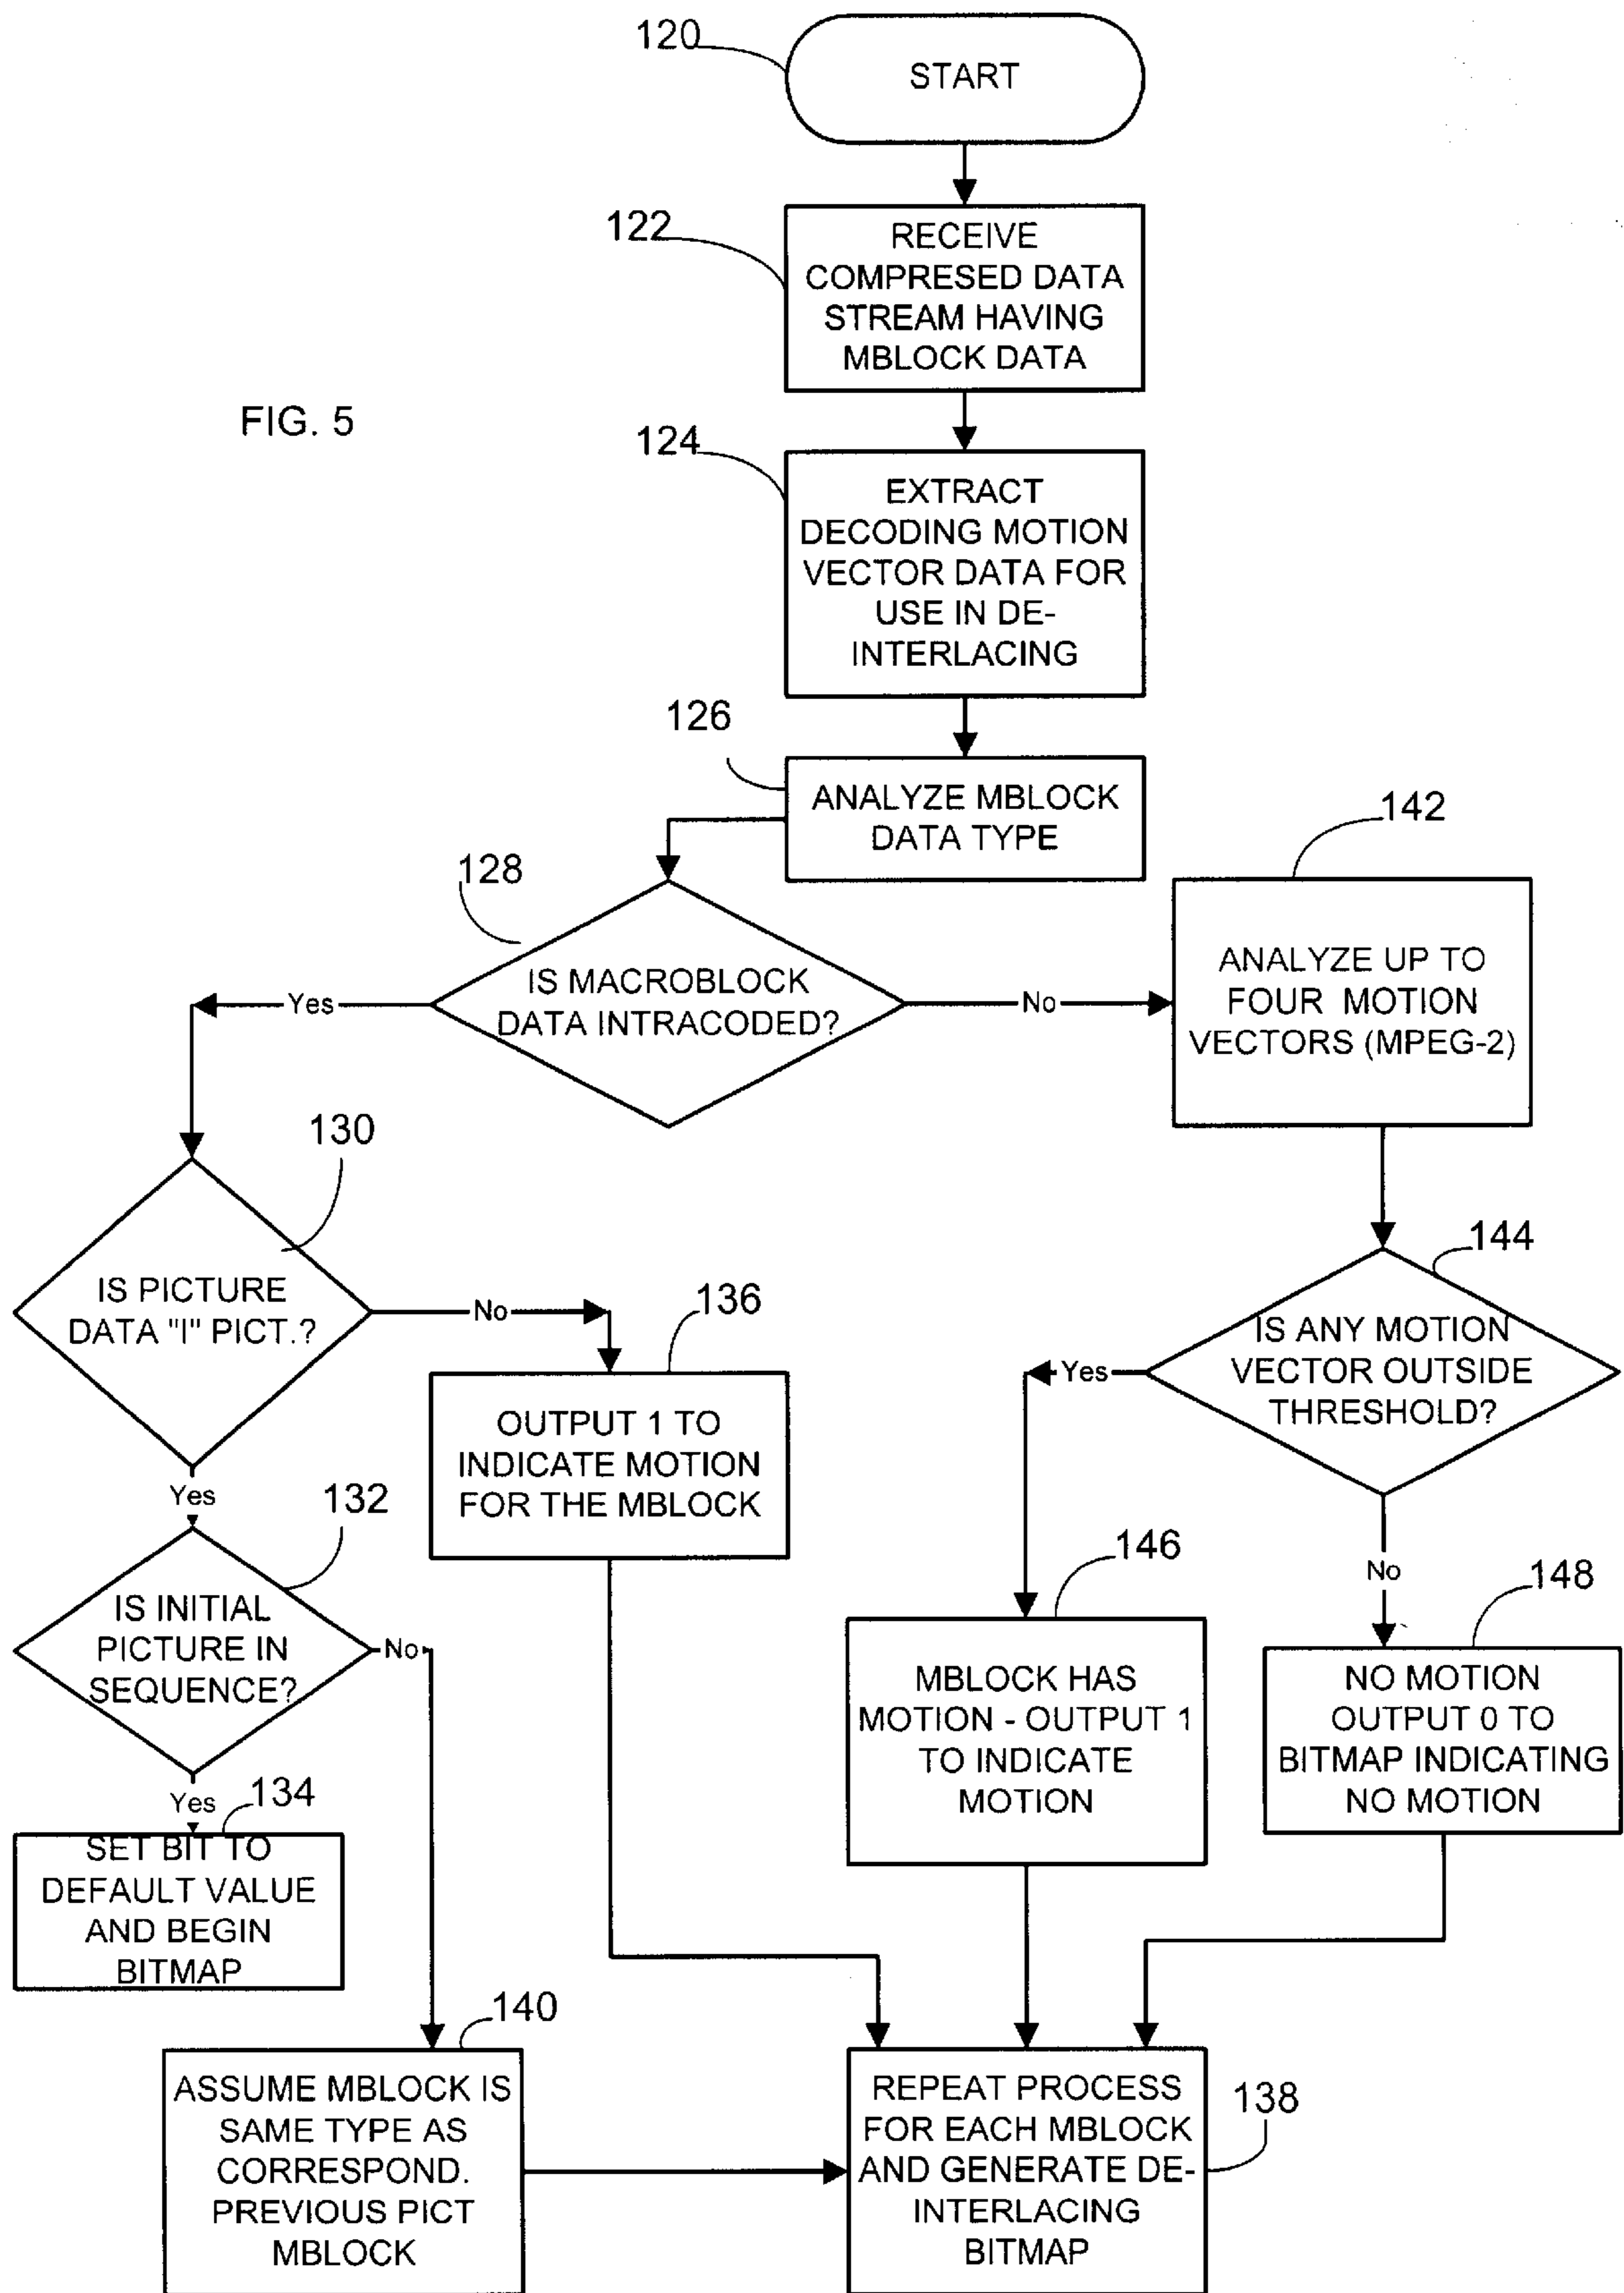 120
START
122
RECEIVE
COMPRESED DATA
STREAM HAVING
MBLOCK DATA
FIG. 5
124
EXTRACT
DECODING MOTION
VECTOR DATA FOR
USE IN DE-
INTERLACING
126
ANALYZE MBLOCK
DATA TYPE
128
IS MACROBLOCK
DATA INTRACODED?
Yes
No
142
ANALYZE UP TO
FOUR MOTION
VECTORS (MPEG-2)
130
IS PICTURE
DATA "I" PICT.?
No
Yes
136
OUTPUT 1 TO
INDICATE MOTION
FOR THE MBLOCK
144
IS ANY MOTION
VECTOR OUTSIDE
THRESHOLD?
Yes
No
132
IS INITIAL
PICTURE IN
SEQUENCE?
No
Yes
134
SET BIT TO
DEFAULT VALUE
AND BEGIN
BITMAP
146
MBLOCK HAS
MOTION - OUTPUT 1
TO INDICATE
MOTION
148
NO MOTION
OUTPUT 0 TO
BITMAP INDICATING
NO MOTION
140
ASSUME MBLOCK IS
SAME TYPE AS
CORRESPOND.
PREVIOUS PICT
MBLOCK
REPEAT PROCESS
FOR EACH MBLOCK
AND GENERATE DE-
INTERLACING
BITMAP
138